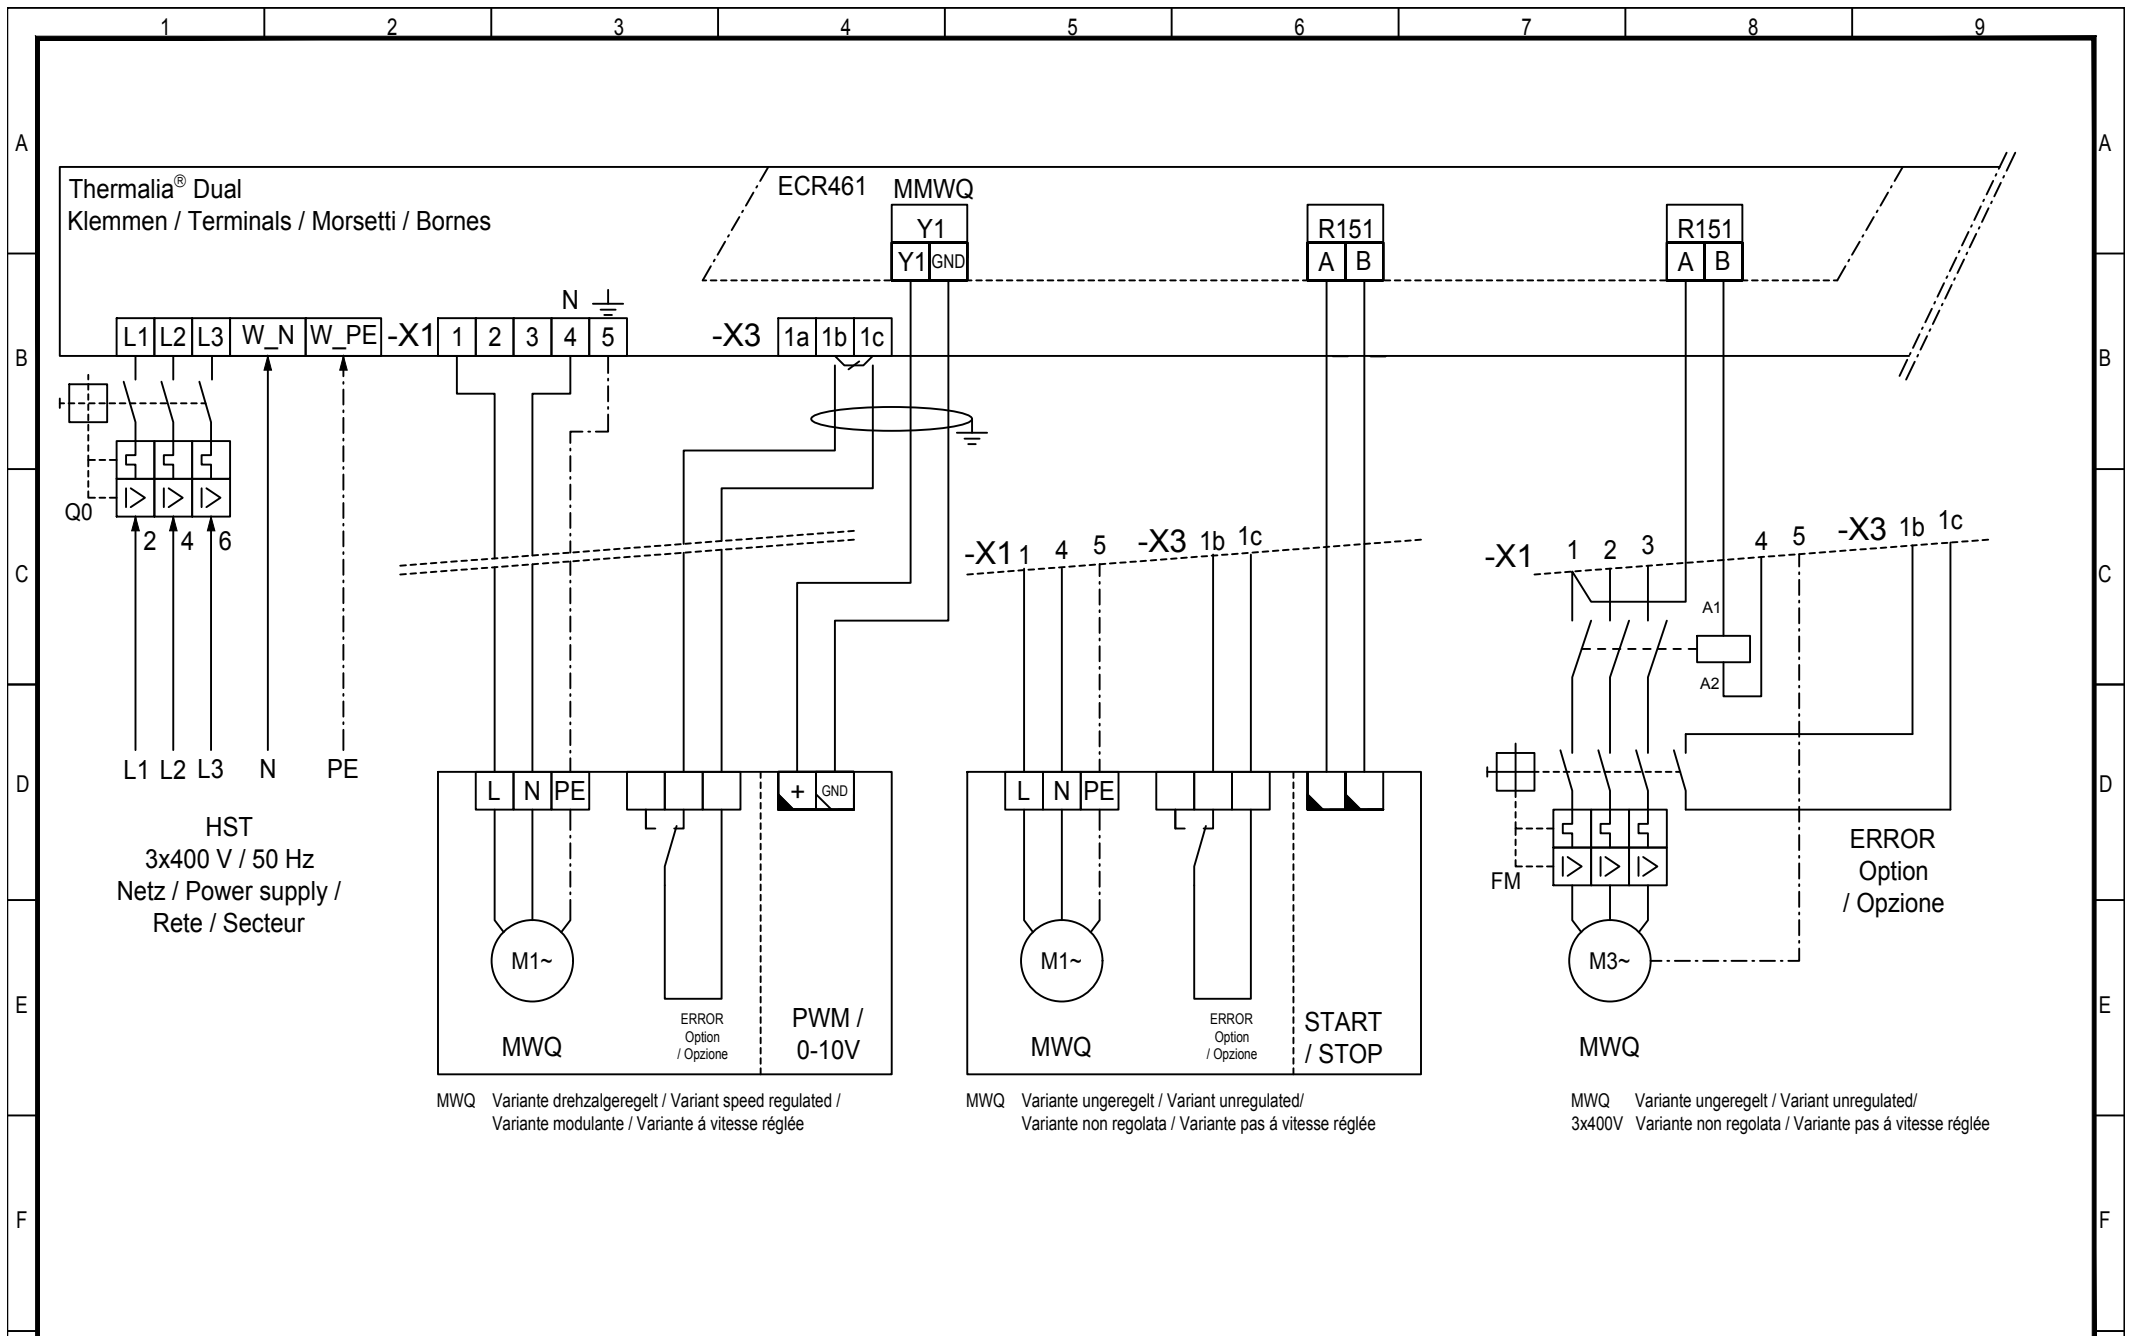 1 2 3 4 5 6 7 8 9
A A
Thermalia® Dual
Klemmen / Terminals / Morsetti / Bornes
ECR461 MMWQ
Y1 R151 R151
Y1 GND A B A B
N
L1 L2 L3 W_N W_PE -X1 1 2 3 4 5 -X3 1a 1b 1c
B B
Q0
2 4 6
-X1 1 4 5 -X3 1b 1c
-X1 1 2 3 4 5 -X3 1b 1c
C C
A1
A2
L1 L2 L3 N PE
D D
L N PE + GND
L N PE
HST
3x400 V / 50 Hz
Netz / Power supply /
Rete / Secteur
FM
ERROR
Option
/ Opzione
M1~ M1~ M3~
E E
ERROR
Option
/ Opzione
PWM /
0-10V
ERROR
Option
/ Opzione
START
/ STOP
MWQ MWQ MWQ
MWQ Variante drehzalgeregelt / Variant speed regulated /
Variante modulante / Variante á vitesse réglée
MWQ Variante ungeregelt / Variant unregulated/
Variante non regolata / Variante pas á vitesse réglée
MWQ Variante ungeregelt / Variant unregulated/
3x400V Variante non regolata / Variante pas á vitesse réglée
F F